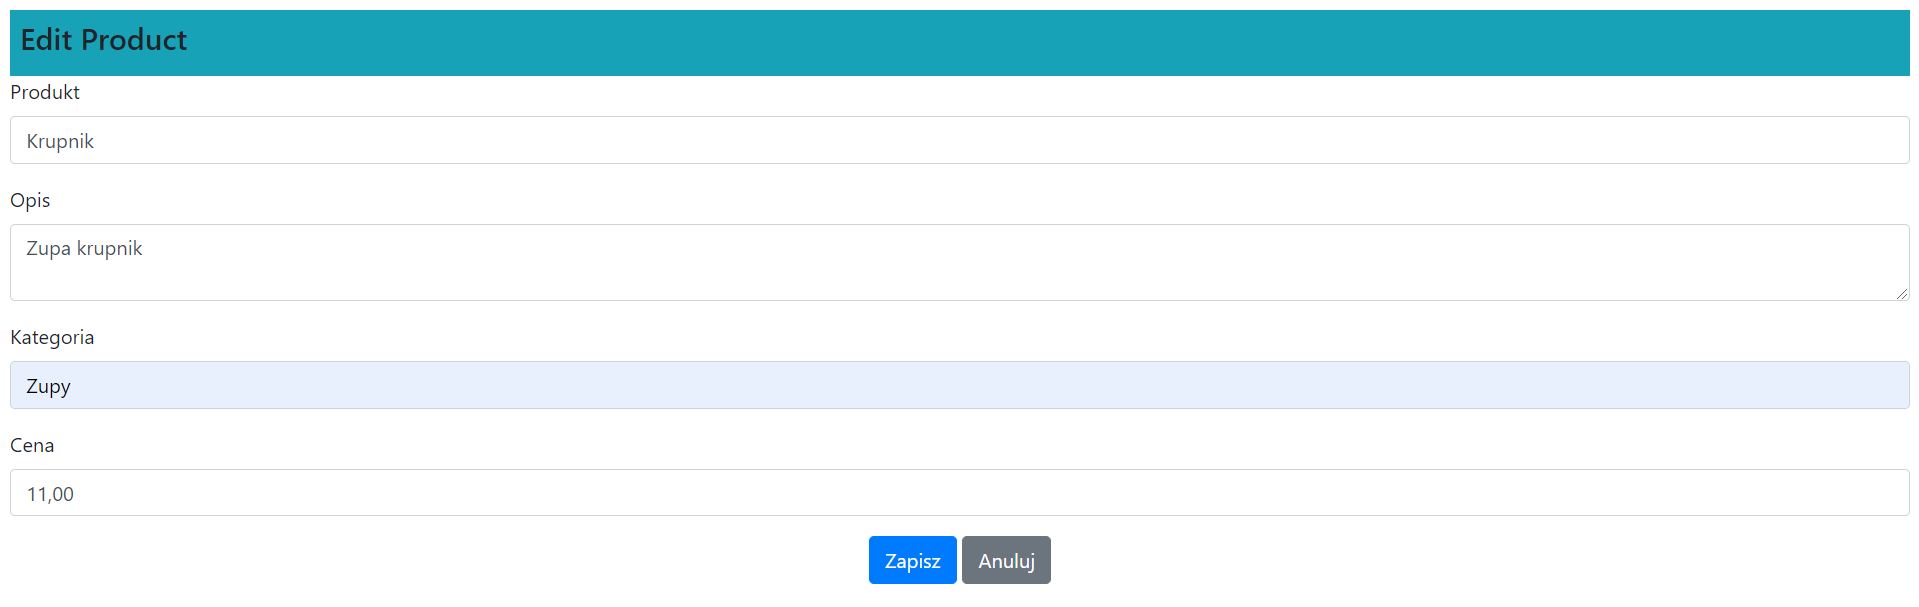 Edit Product
Produkt
Krupnik
Opis
Zupa krupnik
Kategoria
Zupy
Cena
11,00
Zapisz Anuluj